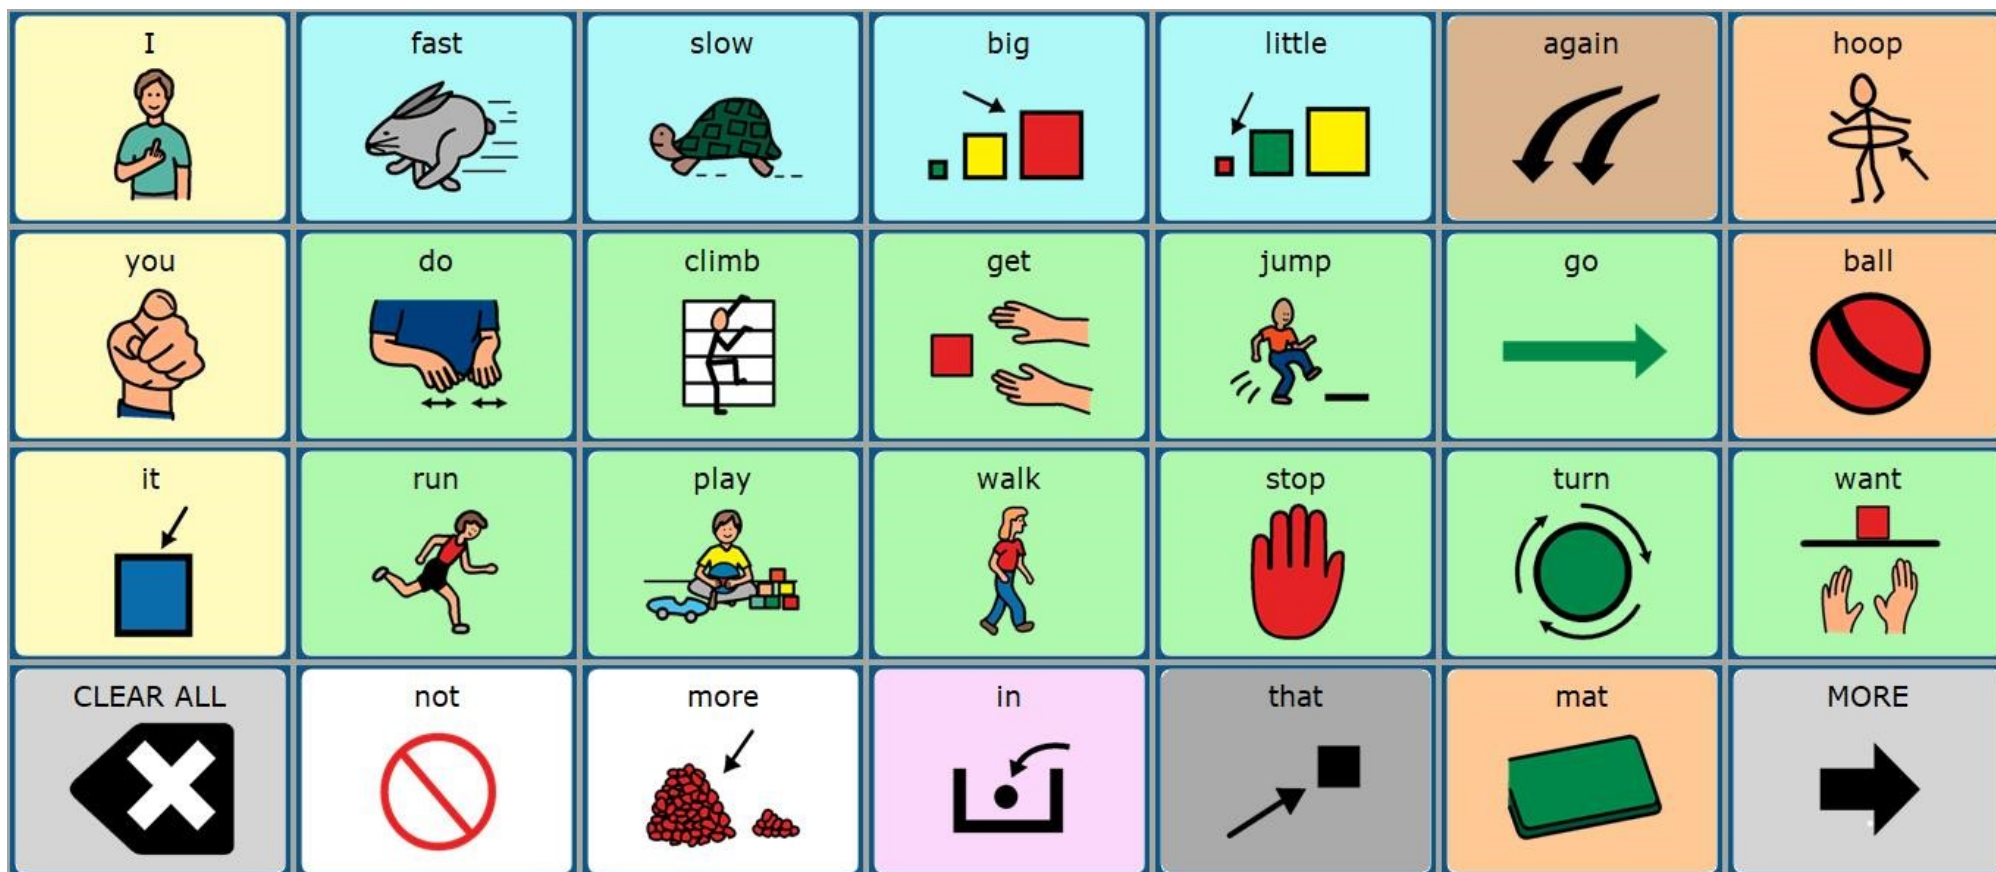 I
fast
slow
big
little
again
hoop
you
do
climb
get
jump
go
ball
it
run
play
walk
stop
turn
want
CLEAR ALL
not
more
in
that
mat
MORE